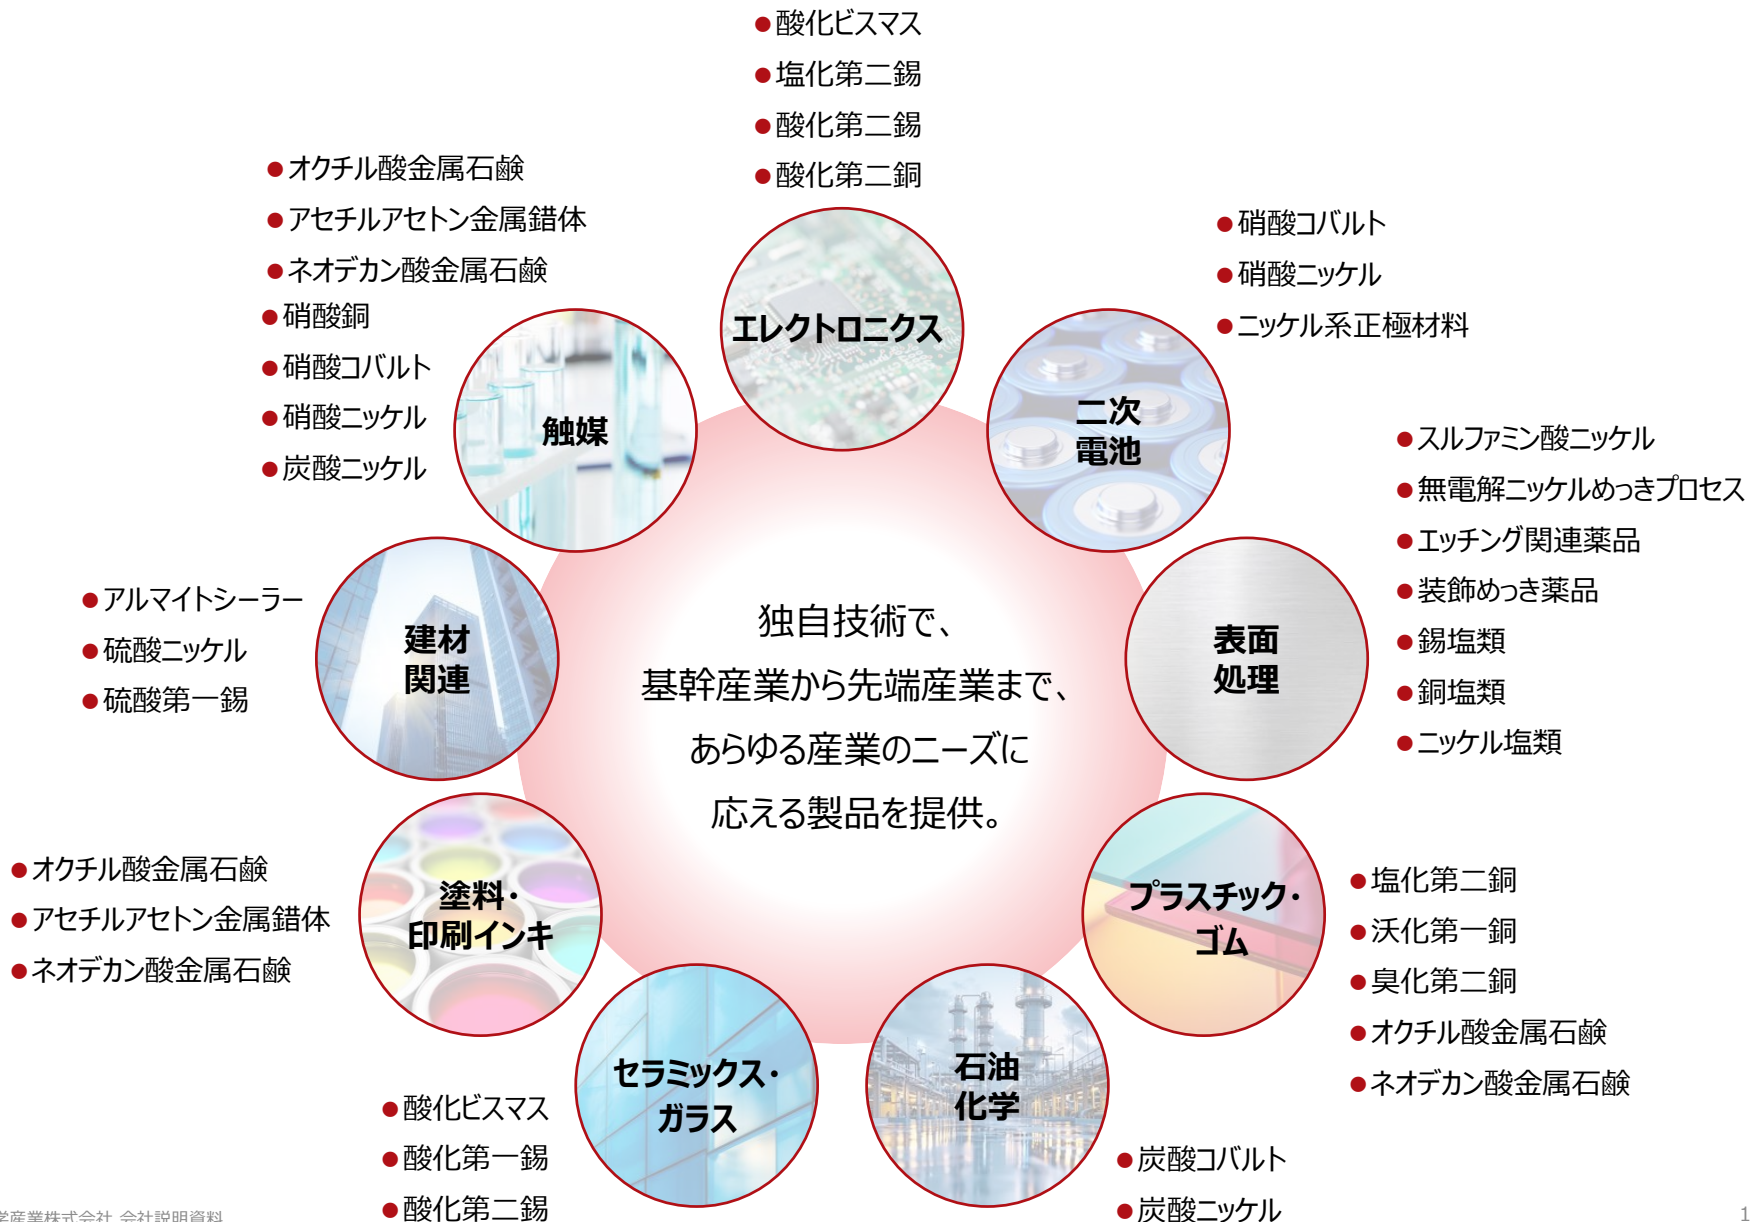 ●酸化ビスマス
●塩化第二錫
●酸化第二錫
●酸化第二銅
エレクトロニクス
●硝酸コバルト
●硝酸ニッケル
●ニッケル系正極材料
二次
電池
●スルファミン酸ニッケル
●無電解ニッケルめっきプロセス
●エッチング関連薬品
●装飾めっき薬品
●錫塩類
●銅塩類
●ニッケル塩類
表面
処理
●塩化第二銅
●沃化第一銅
●臭化第二銅
●オクチル酸金属石鹸
●ネオデカン酸金属石鹸
プラスチック・
ゴム
石油
化学
●炭酸コバルト
●炭酸ニッケル
セラミックス・
ガラス
●酸化ビスマス
●酸化第一錫
●酸化第二錫
塗料・
印刷インキ
●オクチル酸金属石鹸
●アセチルアセトン金属錯体
●ネオデカン酸金属石鹸
建材
関連
●アルマイトシーラー
●硫酸ニッケル
●硫酸第一錫
触媒
●オクチル酸金属石鹸
●アセチルアセトン金属錯体
●ネオデカン酸金属石鹸
●硝酸銅
●硝酸コバルト
●硝酸ニッケル
●炭酸ニッケル
独自技術で、
基幹産業から先端産業まで、
あらゆる産業のニーズに
応える製品を提供。
学産業株式会社 会社説明資料
1